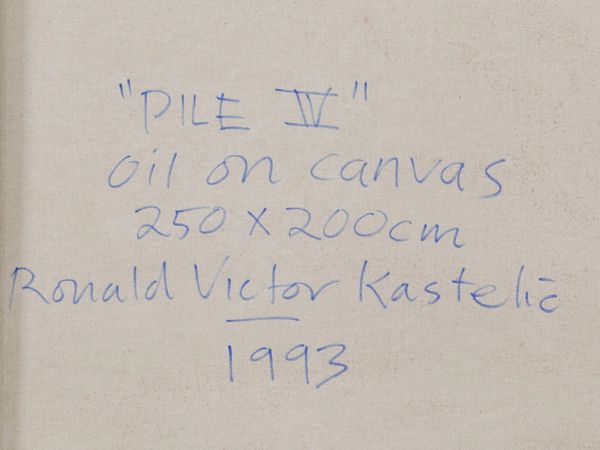 "PILE IV"
oil on canvas
250 x 200cm
Ronald Victor Kastelic
1993